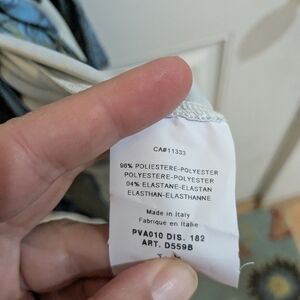 CA#11333
96% POLIESTERE-POLYESTER
POLYESTER-POLYESTER
04% ELASTANE-ELASTAN
ELASTHAN-ELASTHANNE
Made in Italy
Fabrique en Italie
PVA010 DIS. 182
ART. D559B